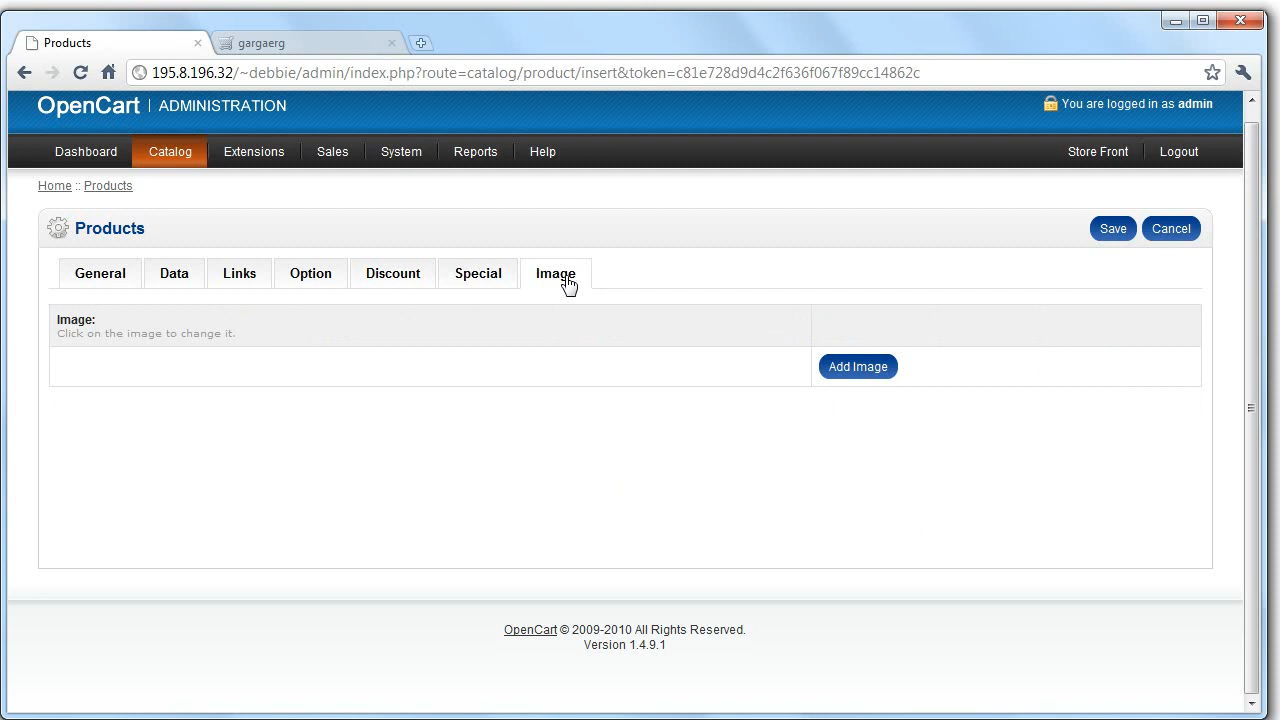 Products
gargaerg
195.8.196.32/~debbie/admin/index.php?route=catalog/product/insert&token=c81e728d9d4c2f636f067f89cc14862c
OpenCart | ADMINISTRATION
You are logged in as admin
Dashboard Catalog Extensions Sales System Reports Help Store Front Logout
Home :: Products
Products
Save Cancel
General Data Links Option Discount Special Image
Image:
Click on the image to change it.
Add Image
OpenCart © 2009-2010 All Rights Reserved.
Version 1.4.9.1